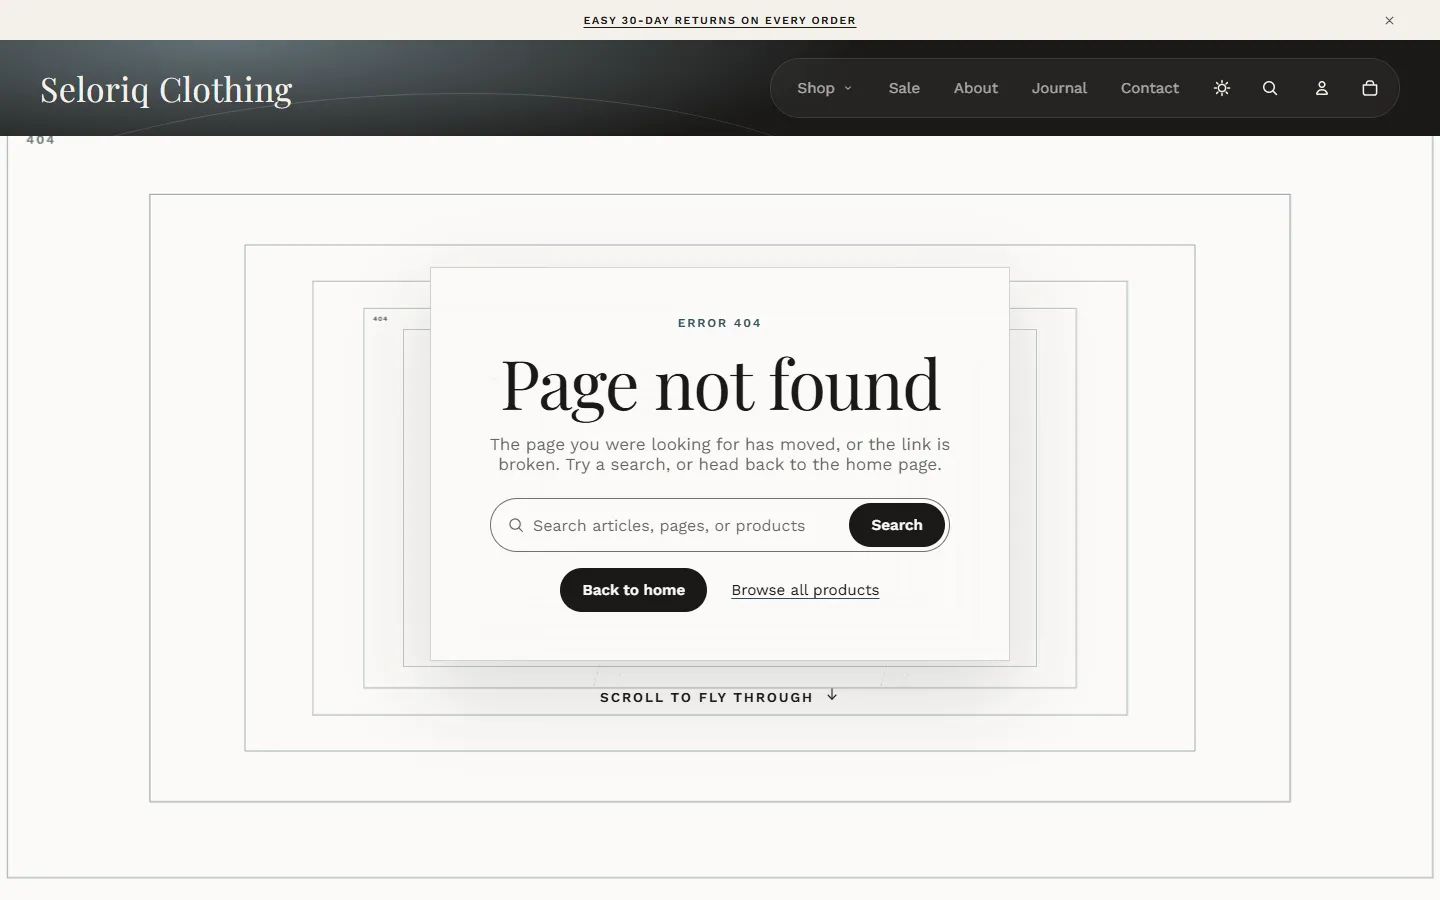 EASY 30-DAY RETURNS ON EVERY ORDER
Seloriq Clothing
Shop
Sale
About
Journal
Contact
404
404
ERROR 404
Page not found
The page you were looking for has moved, or the link is
broken. Try a search, or head back to the home page.
Search articles, pages, or products
Search
Back to home
Browse all products
SCROLL TO FLY THROUGH